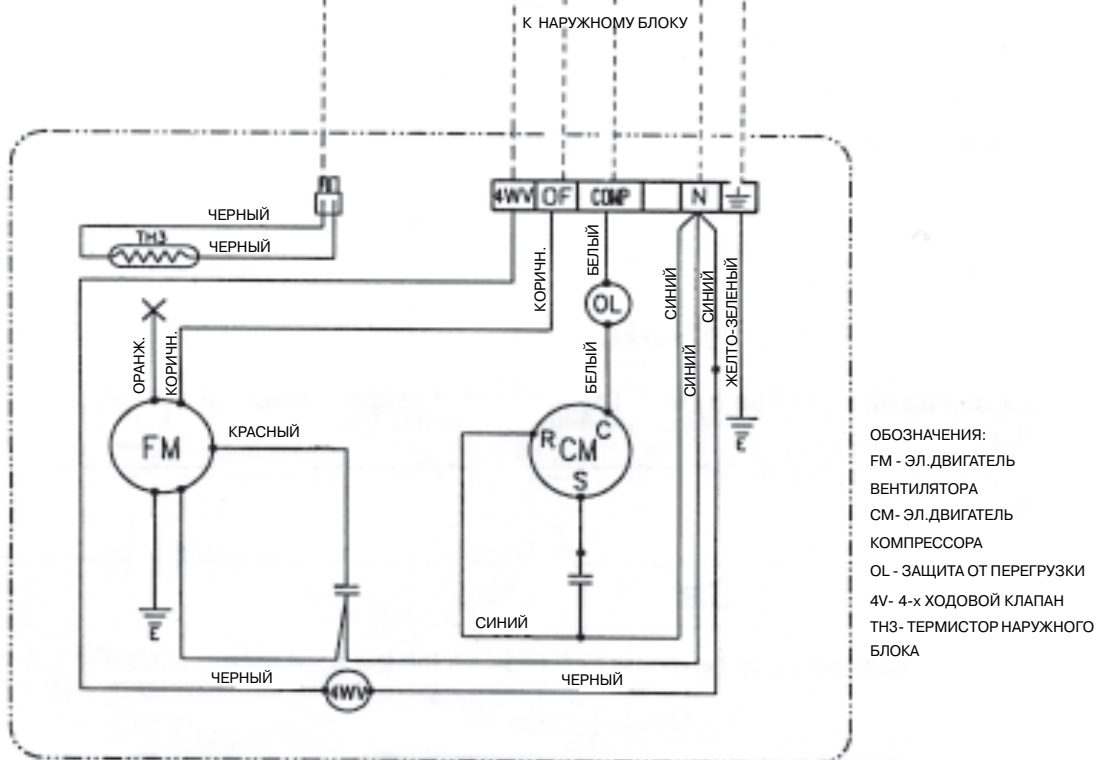 К НАРУЖНОМУ БЛОКУ
4WV OF COMP N
ЧЕРНЫЙ
TH3
ЧЕРНЫЙ
КОРИЧН.
БЕЛЫЙ
OL
БЕЛЫЙ
СИНИЙ
СИНИЙ
СИНИЙ
ЖЕЛТО-ЗЕЛЕНЫЙ
E
ОРАНЖ.
КОРИЧН.
FM
КРАСНЫЙ
E
R
C
CM
S
СИНИЙ
ЧЕРНЫЙ
4WV
ЧЕРНЫЙ
ОБОЗНАЧЕНИЯ:
FM - ЭЛ.ДВИГАТЕЛЬ
ВЕНТИЛЯТОРА
CM- ЭЛ.ДВИГАТЕЛЬ
КОМПРЕССОРА
OL - ЗАЩИТА ОТ ПЕРЕГРУЗКИ
4V- 4-х ХОДОВОЙ КЛАПАН
TH3- ТЕРМИСТОР НАРУЖНОГО
БЛОКА